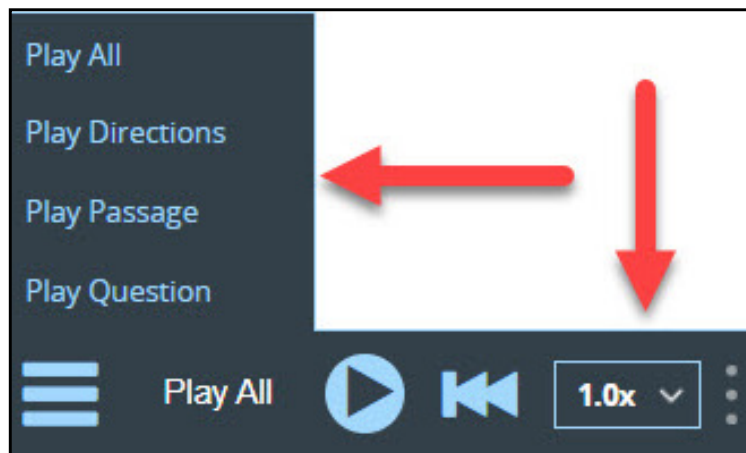 Play All
Play Directions
Play Passage
Play Question
Play All 1.0x